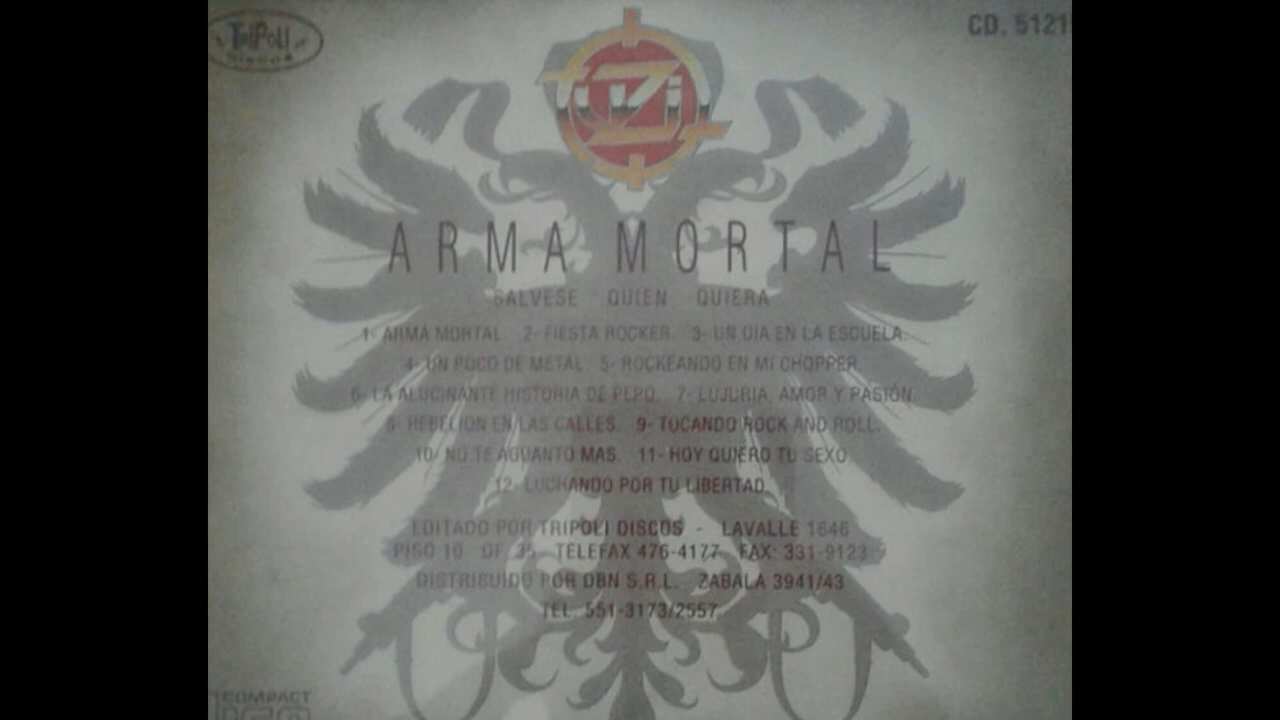 TRIPOLI
DISCOS
CD. 5121
UZI
ARMA MORTAL
SALVESE QUIEN QUIERA
1- ARMA MORTAL. 2- FIESTA ROCKER. 3- UN DIA EN LA ESCUELA.
4- UN POCO DE METAL. 5- ROCKEANDO EN MI CHOPPER.
6- LA ALUCINANTE HISTORIA DE PEPO. 7- LUJURIA, AMOR Y PASIÓN.
8- REBELION EN LAS CALLES. 9- TOCANDO ROCK AND ROLL.
10- NO TE AGUANTO MAS. 11- HOY QUIERO TU SEXO
12- LUCHANDO POR TU LIBERTAD.
EDITADO POR TRIPOLI DISCOS - LAVALLE 1646
PISO 10 OF. 35 TELEFAX 476-4177 FAX: 331-9123
DISTRIBUIDO POR DBN S.R.L. - ZABALA 3941/43
TEL. 551-3173/2557
COMPACT